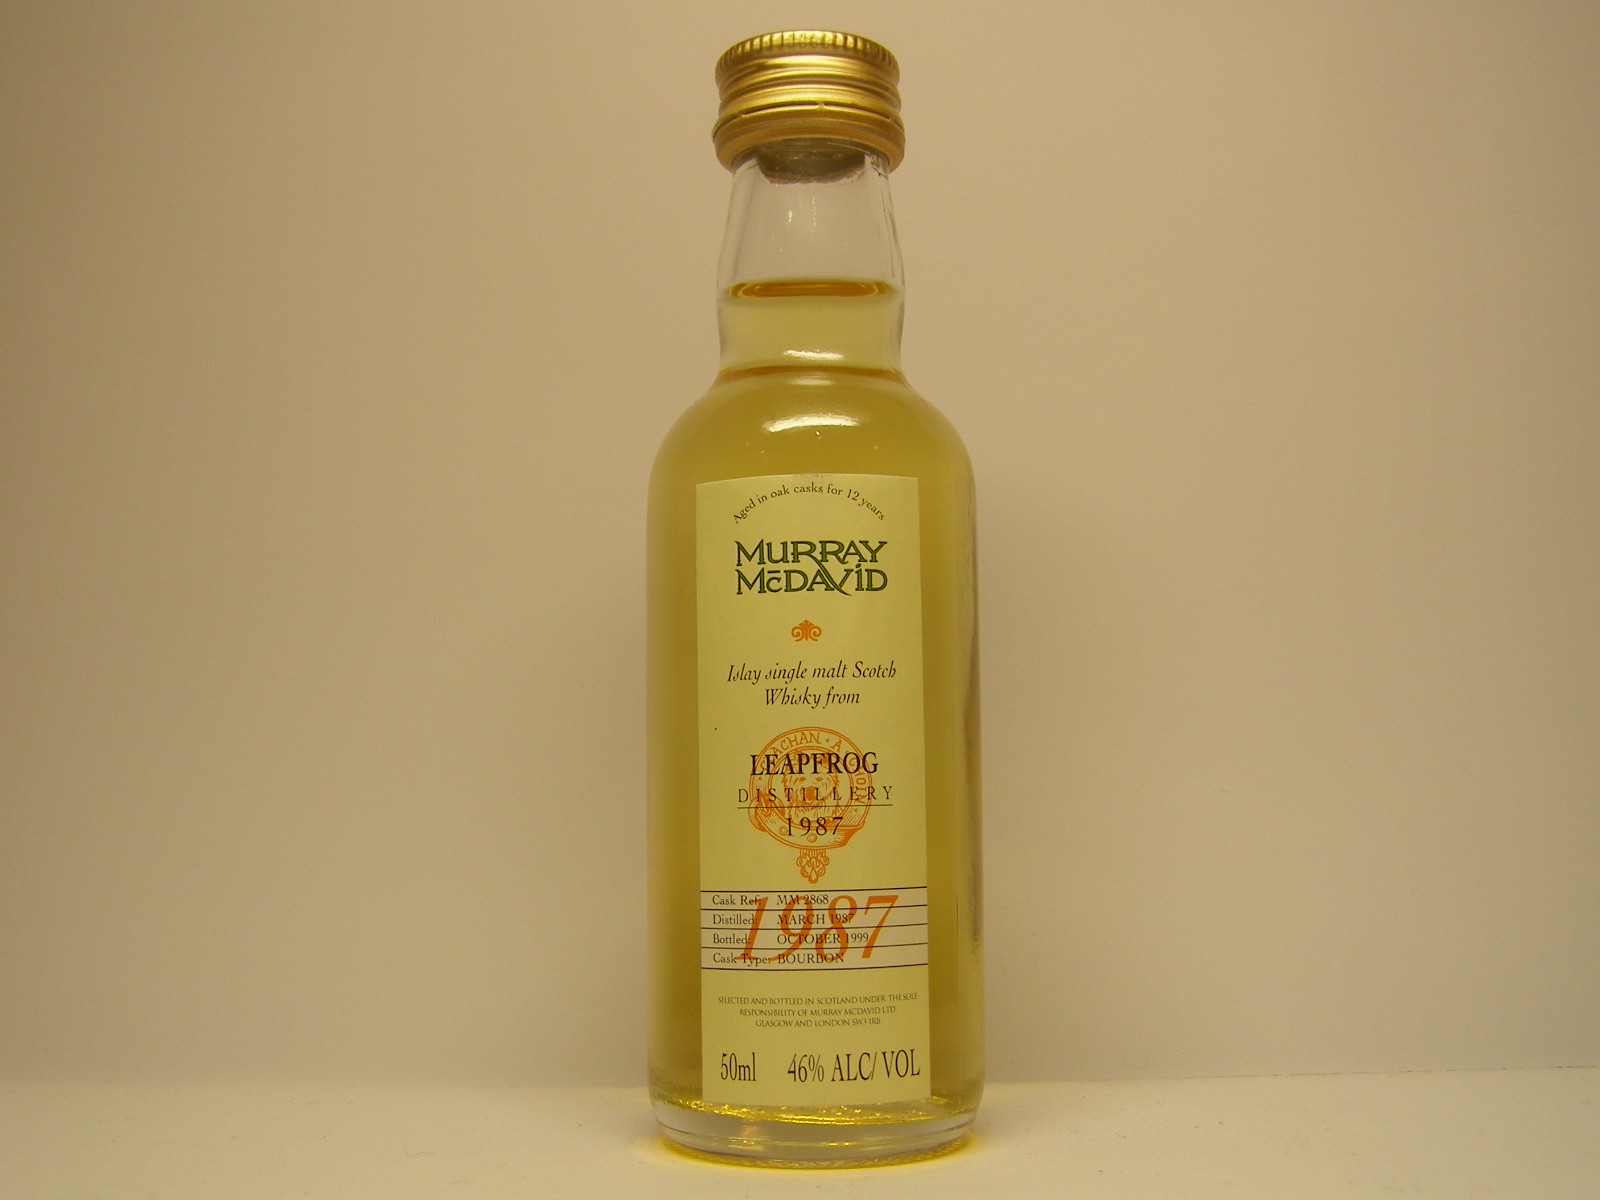 Aged in oak casks for 12 years
MURRAY
McDAVID
Islay single malt Scotch
Whisky from
LEAPFROG
DISTILLERY
1987
Cask Ref: MM 2868
Distilled: MARCH 1987
Bottled: OCTOBER 1999
Cask Type: BOURBON
1987
SELECTED AND BOTTLED IN SCOTLAND UNDER THE SOLE
RESPONSIBILITY OF MURRAY MCDAVID LTD.
GLASGOW AND LONDON SW3 1RB
50ml 46% ALC/VOL